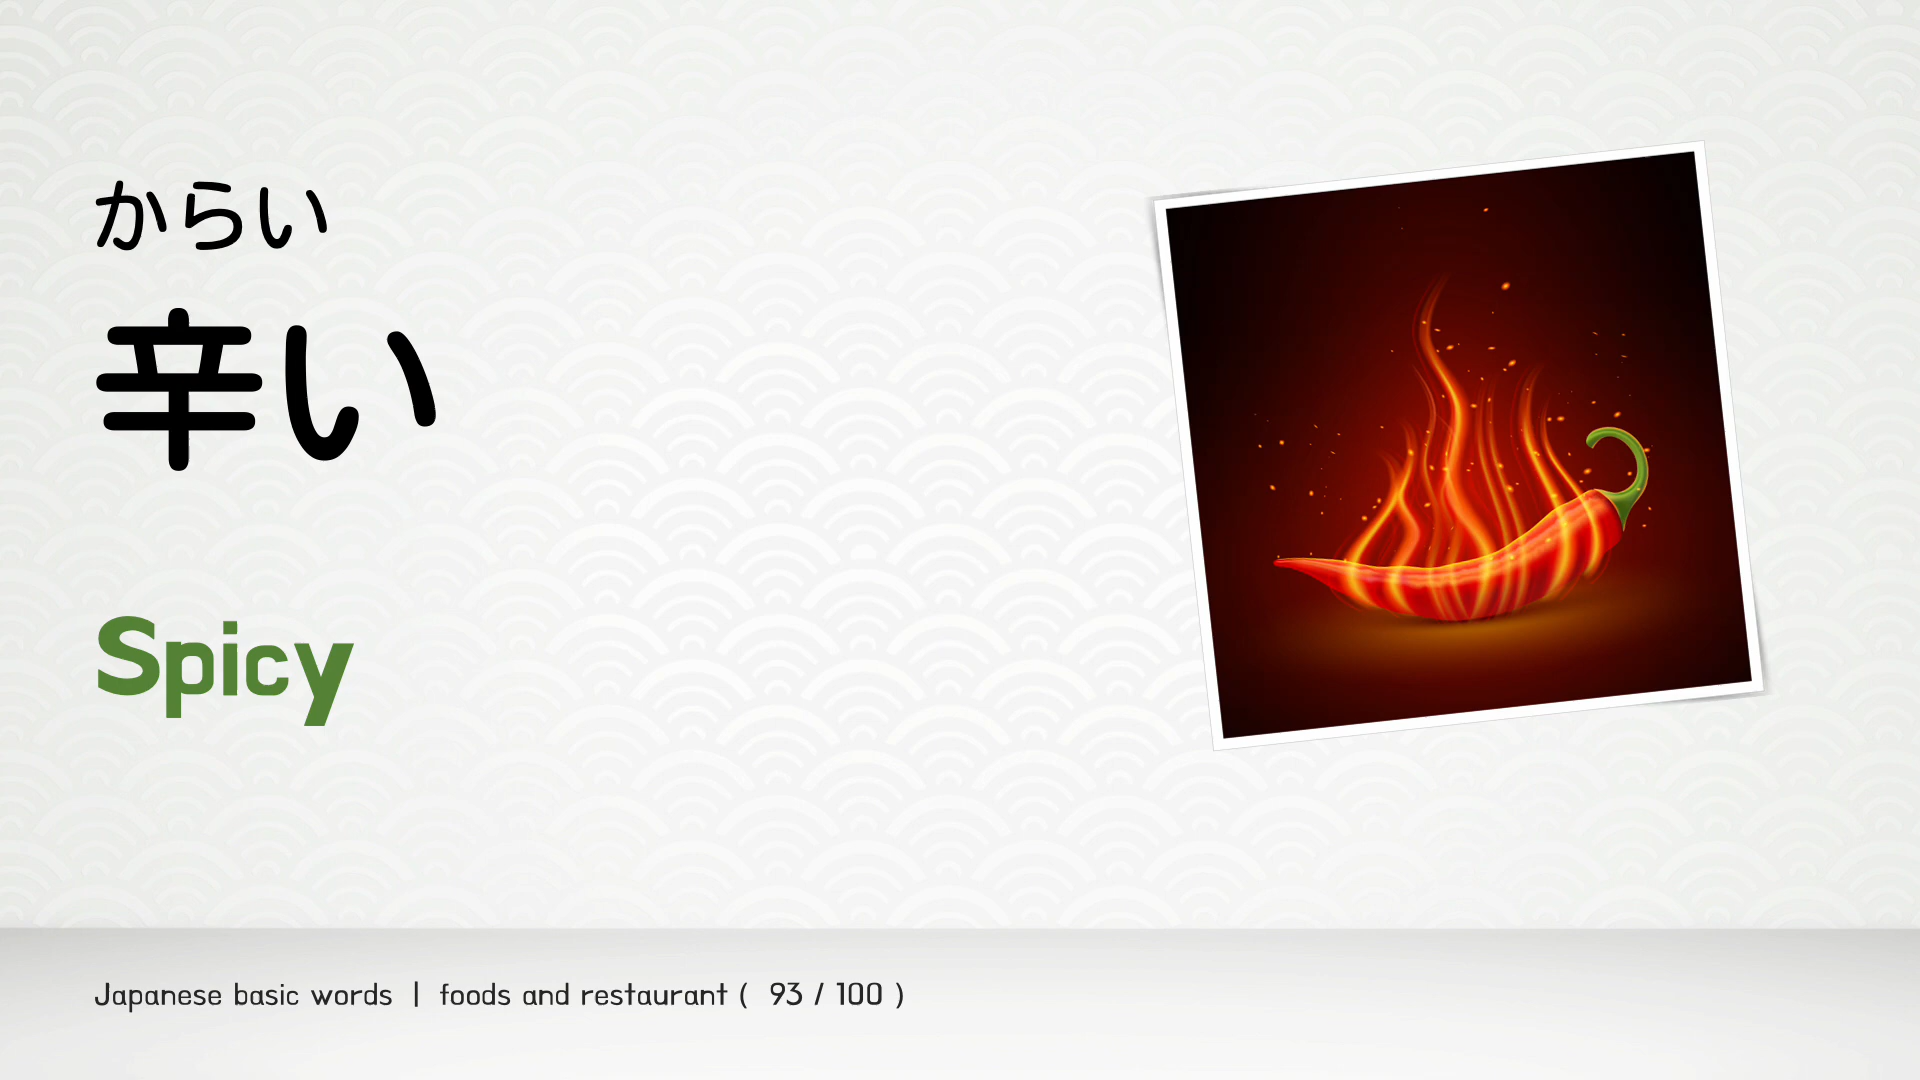 からい
辛い
Spicy
Japanese basic words | foods and restaurant ( 93 / 100 )